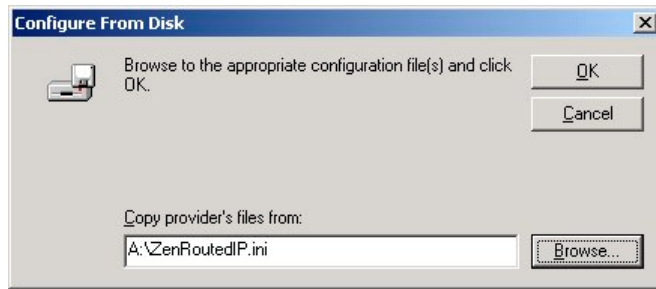 Configure From Disk
Browse to the appropriate configuration file(s) and click
OK.
OK
Cancel
Copy provider's files from:
A:\ZenRoutedIP.ini
Browse...